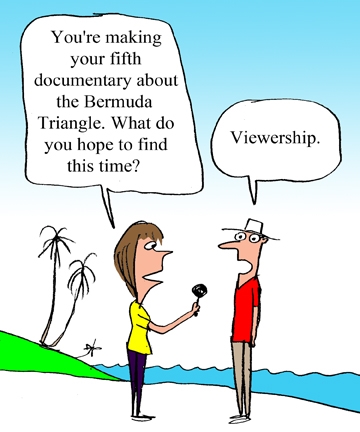 You're making
your fifth
documentary about
the Bermuda
Triangle. What do
you hope to find
this time?
Viewership.